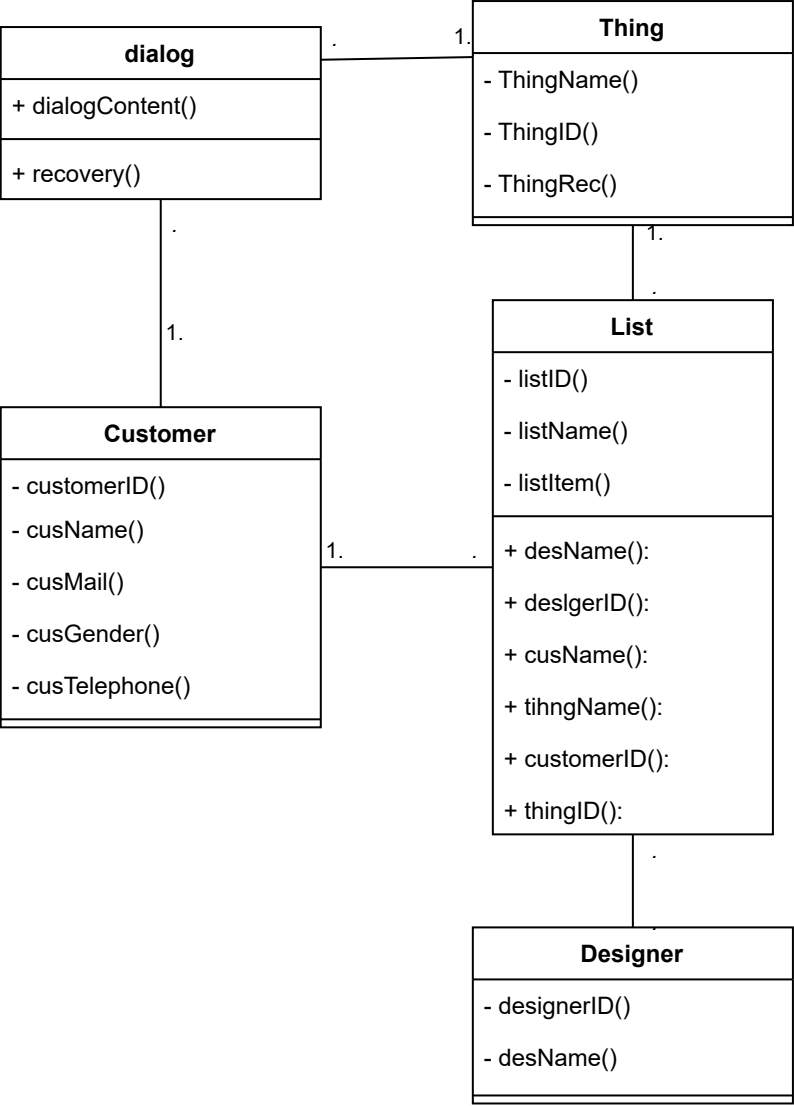 dialog
+ dialogContent()
+ recovery()
.
1.
Thing
- ThingName()
- ThingID()
- ThingRec()
1.
.
.
1.
List
- listID()
- listName()
- listItem()
+ desName():
+ deslgerID():
+ cusName():
+ tihngName():
+ customerID():
+ thingID():
Customer
- customerID()
- cusName()
- cusMail()
- cusGender()
- cusTelephone()
1.
.
.
.
Designer
- designerID()
- desName()